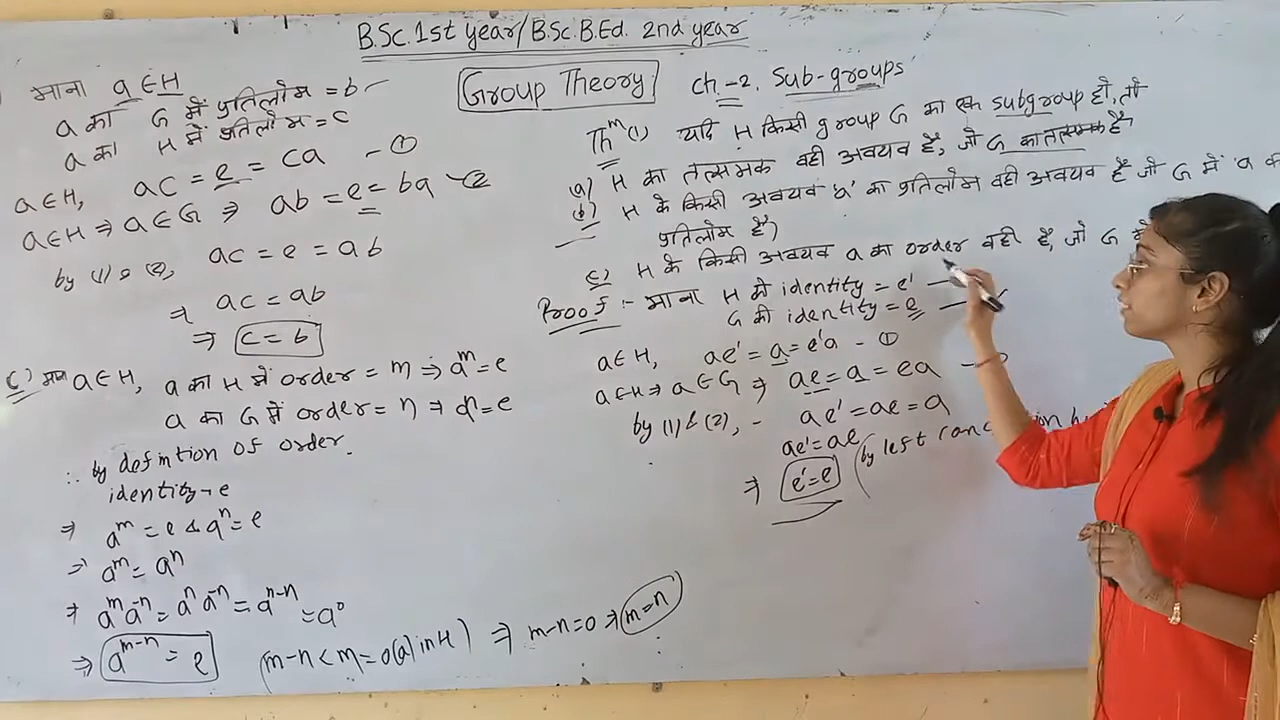 B.Sc. 1st year/B.Sc.B.Ed. 2nd year
Group Theory
Ch-2. Sub-groups
Thm (1) यदि H किसी group G का एक subgroup हो, तो
(a) H का तत्समक वही अवयव है, जो G का तत्समक है,
(b) H के किसी अवयव 'a' का प्रतिलोम वही अवयव है जो G में 'a' का
प्रतिलोम है,
(c) H के किसी अवयव a का order वही है, जो G में
Proof :- माना H की identity = e'
G की identity = e
a∈H, ae' = a = e'a - ①
a∈H ⇒ a∈G ⇒ ae = a = ea -
by (1) & (2), - ae' = ae = a
ae' = ae (by left
⇒ e' = e
माना a∈H
a का G में प्रतिलोम = b
a का H में प्रतिलोम = c
a∈H, ac = e = ca - ①
a∈H ⇒ a∈G ⇒ ab = e = ba - ②
by (1) & (2), ac = e = ab
⇒ ac = ab
⇒ c = b
(c) माना a∈H, a का H में order = m ⇒ a^m = e
a का G में order = n ⇒ a^n = e
∴ by defintion of order.
identity = e
⇒ a^m = e & a^n = e
⇒ a^m = a^n
⇒ a^m a^-n = a^n a^-n = a^n-n = a^0
⇒ a^m-n = e (m-n < m = o(a) in H) ⇒ m-n = 0 ⇒ m=n